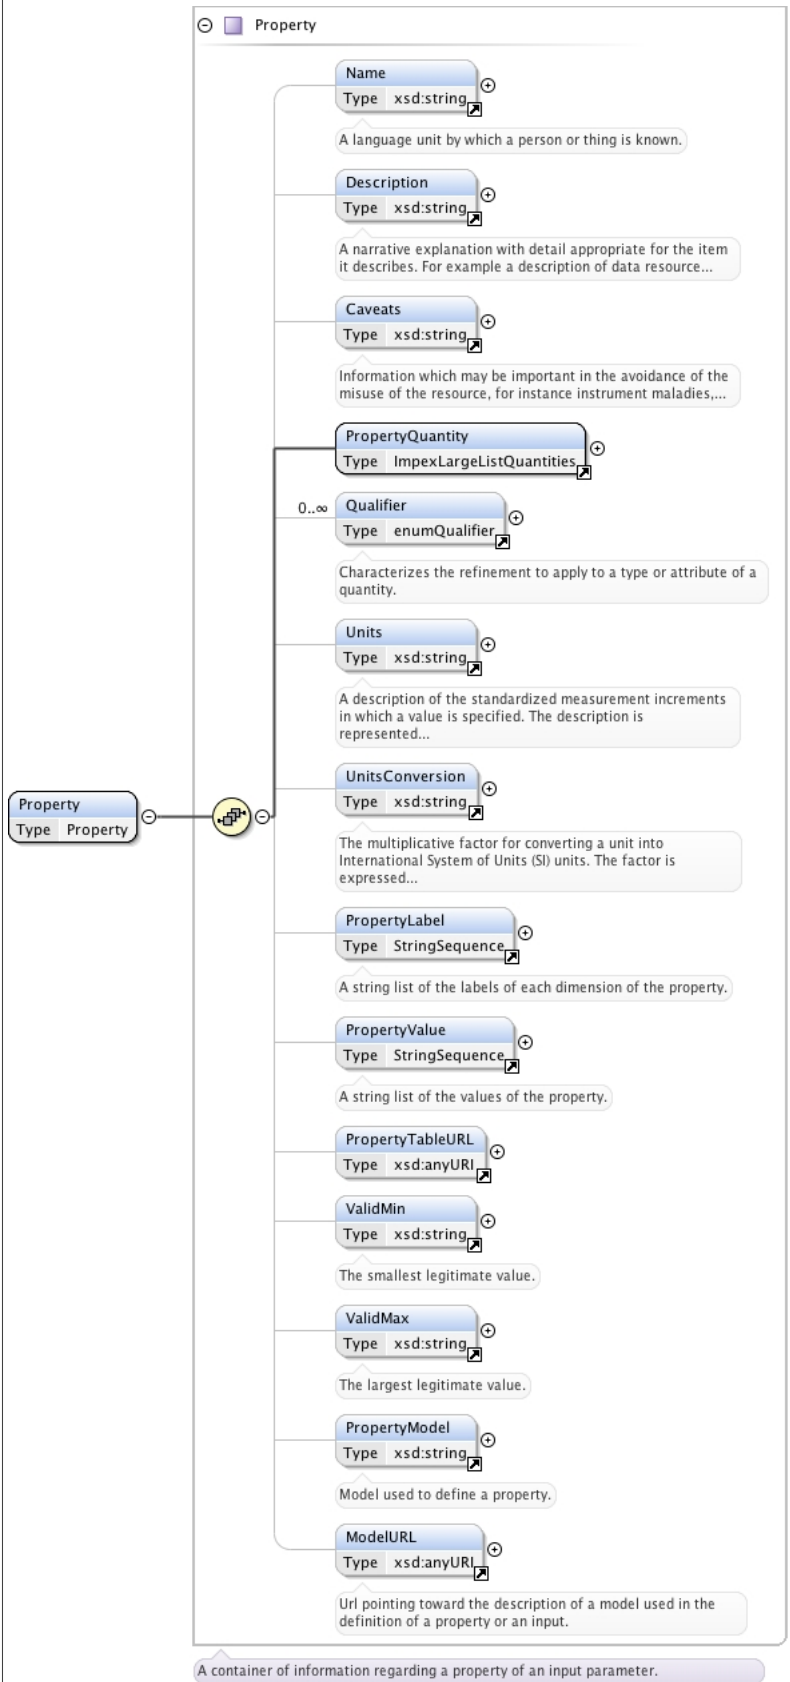 Property
Name
Type xsd:string
A language unit by which a person or thing is known.
Description
Type xsd:string
A narrative explanation with detail appropriate for the item
it describes. For example a description of data resource...
Caveats
Type xsd:string
Information which may be important in the avoidance of the
misuse of the resource, for instance instrument maladies,...
PropertyQuantity
Type ImpexLargeListQuantities
0..∞
Qualifier
Type enumQualifier
Characterizes the refinement to apply to a type or attribute of a
quantity.
Units
Type xsd:string
A description of the standardized measurement increments
in which a value is specified. The description is
represented...
Property
Type Property
UnitsConversion
Type xsd:string
The multiplicative factor for converting a unit into
International System of Units (SI) units. The factor is
expressed...
PropertyLabel
Type StringSequence
A string list of the labels of each dimension of the property.
PropertyValue
Type StringSequence
A string list of the values of the property.
PropertyTableURL
Type xsd:anyURI
ValidMin
Type xsd:string
The smallest legitimate value.
ValidMax
Type xsd:string
The largest legitimate value.
PropertyModel
Type xsd:string
Model used to define a property.
ModelURL
Type xsd:anyURI
Url pointing toward the description of a model used in the
definition of a property or an input.
A container of information regarding a property of an input parameter.